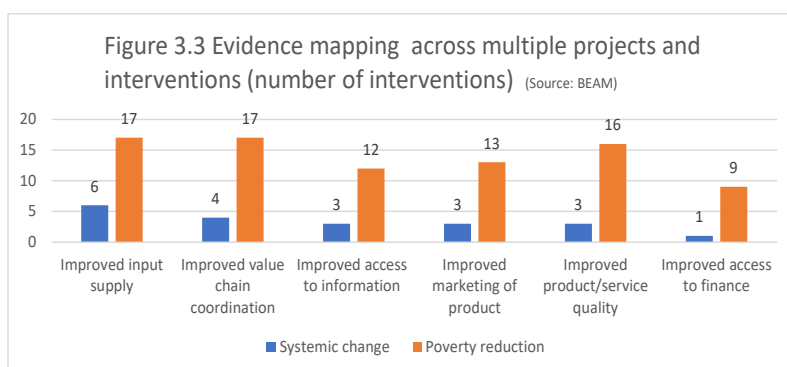 Figure 3.3 Evidence mapping across multiple projects and
interventions (number of interventions) (Source: BEAM)
20
15
10
5
0
6 17 4 17 3 12 3 13 3 16 1 9
Improved input
supply
Improved value
chain
coordination
Improved access
to information
Improved
marketing of
product
Improved
product/service
quality
Improved access
to finance
Systemic change Poverty reduction